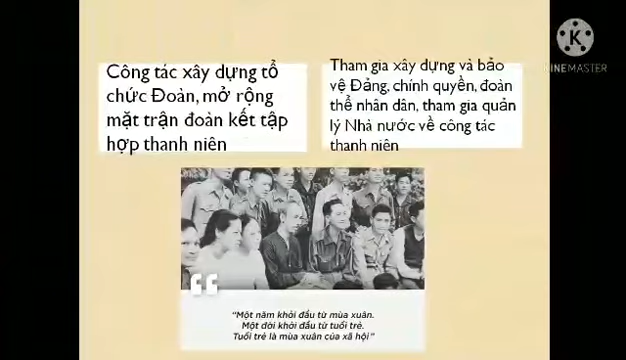 Công tác xây dựng tổ
chức Đoàn, mở rộng
mặt trận đoàn kết tập
hợp thanh niên
Tham gia xây dựng và bảo
vệ Đảng, chính quyền, đoàn
thể nhân dân, tham gia quản
lý Nhà nước về công tác
thanh niên
K
KINEMASTER
“Một năm khởi đầu từ mùa xuân.
Một đời khởi đầu từ tuổi trẻ.
Tuổi trẻ là mùa xuân của xã hội”